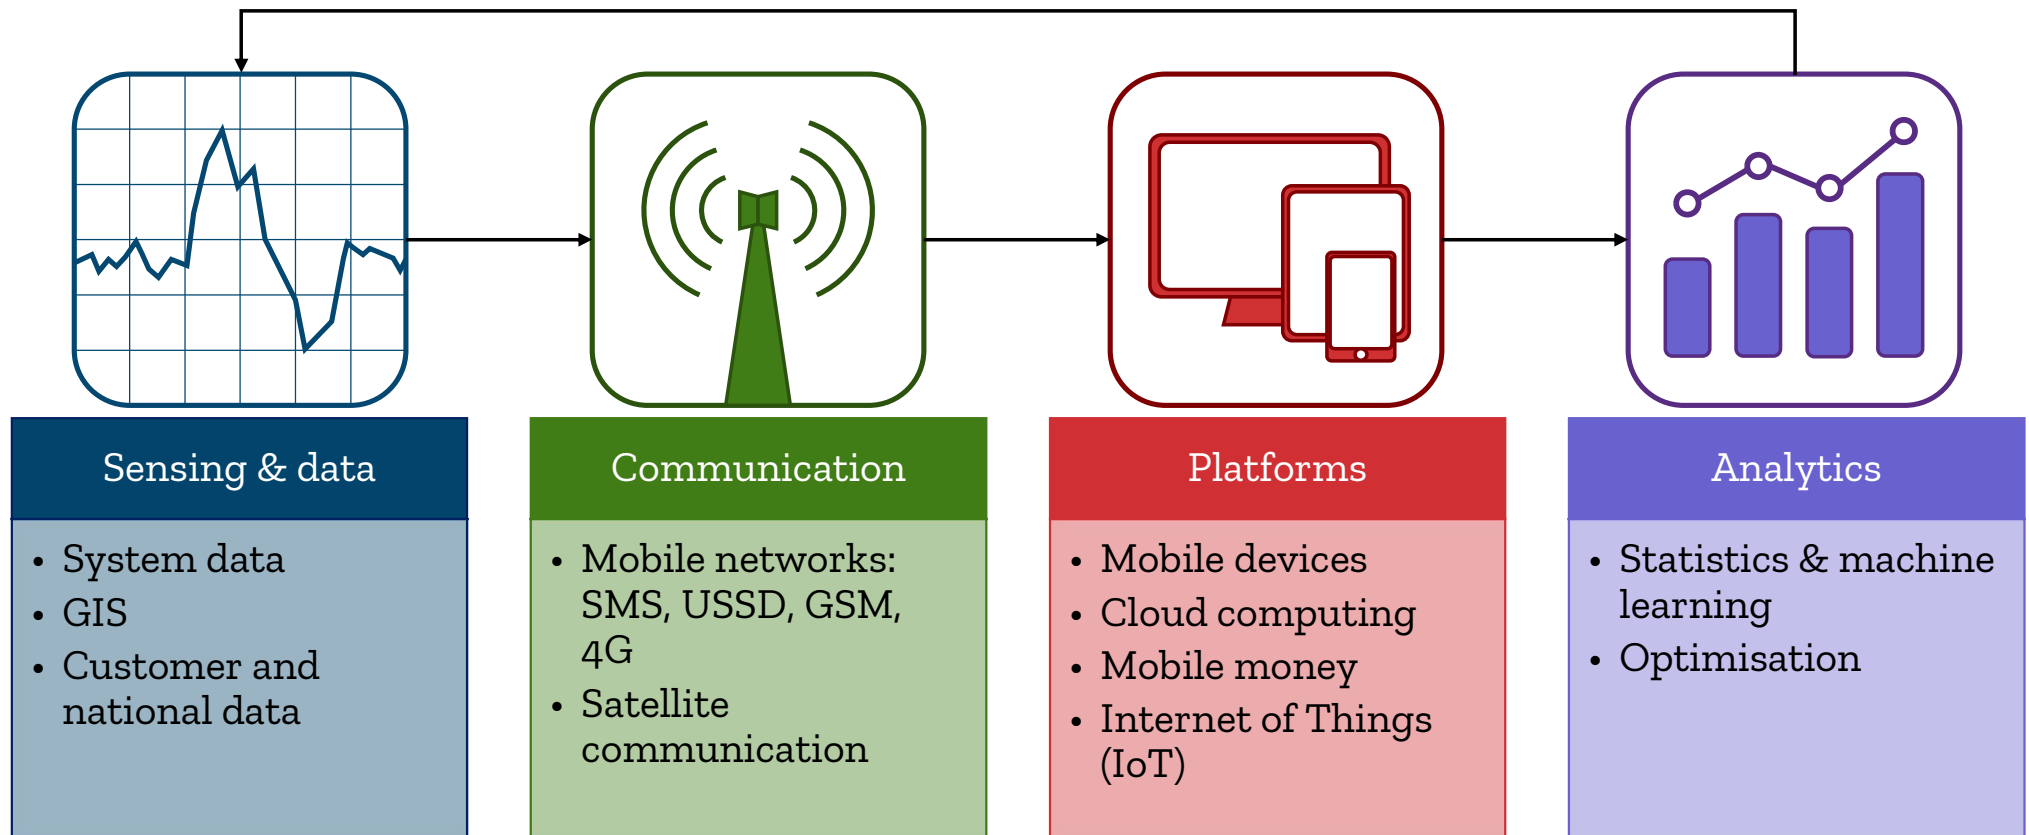 Sensing & data
• System data
• GIS
• Customer and
national data
Communication
• Mobile networks:
SMS, USSD, GSM,
4G
• Satellite
communication
Platforms
• Mobile devices
• Cloud computing
• Mobile money
• Internet of Things
(IoT)
Analytics
• Statistics & machine
learning
• Optimisation